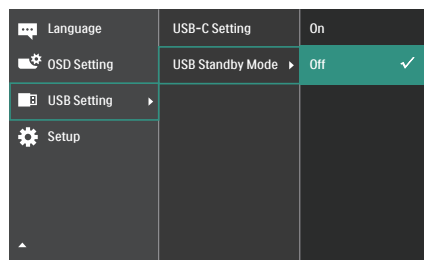 Language
OSD Setting
USB Setting
Setup
USB-C Setting
USB Standby Mode
On
Off